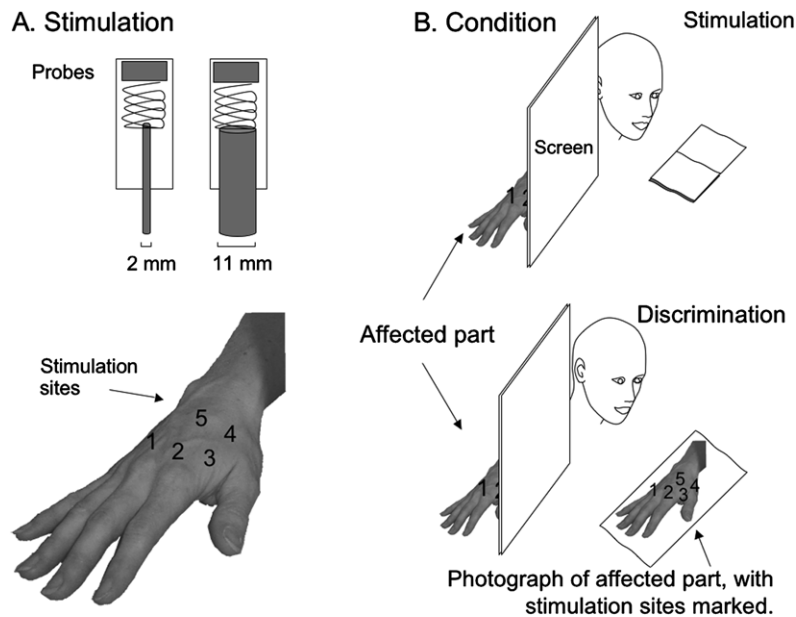 A. Stimulation
Probes
2 mm
11 mm
Stimulation
sites
1
2
3
4
5
B. Condition
Stimulation
Screen
1
2
Affected part
Discrimination
1
2
1
2
3
4
5
Photograph of affected part, with
stimulation sites marked.